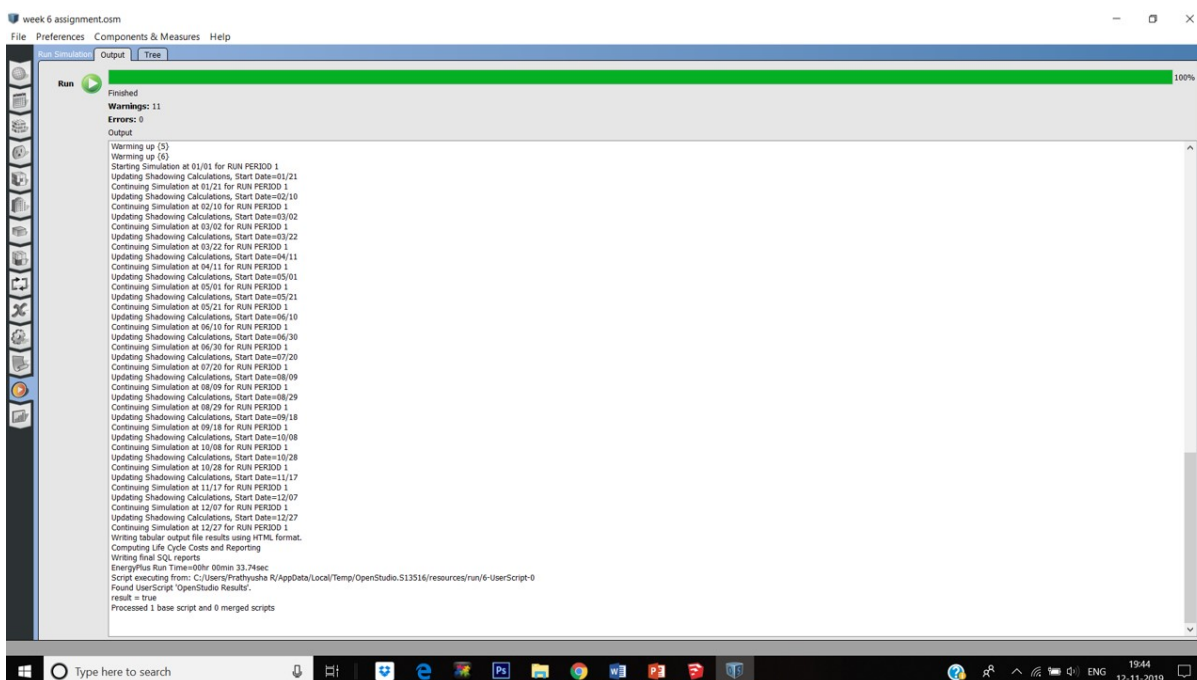 week 6 assignment.osm
File Preferences Components & Measures Help
Run Simulation Output Tree
Run
100%
Finished
Warnings: 11
Errors: 0
Output
Warming up {5}
Warming up {6}
Starting Simulation at 01/01 for RUN PERIOD 1
Updating Shadowing Calculations, Start Date=01/21
Continuing Simulation at 01/21 for RUN PERIOD 1
Updating Shadowing Calculations, Start Date=02/10
Continuing Simulation at 02/10 for RUN PERIOD 1
Updating Shadowing Calculations, Start Date=03/02
Continuing Simulation at 03/02 for RUN PERIOD 1
Updating Shadowing Calculations, Start Date=03/22
Continuing Simulation at 03/22 for RUN PERIOD 1
Updating Shadowing Calculations, Start Date=04/11
Continuing Simulation at 04/11 for RUN PERIOD 1
Updating Shadowing Calculations, Start Date=05/01
Continuing Simulation at 05/01 for RUN PERIOD 1
Updating Shadowing Calculations, Start Date=05/21
Continuing Simulation at 05/21 for RUN PERIOD 1
Updating Shadowing Calculations, Start Date=06/10
Continuing Simulation at 06/10 for RUN PERIOD 1
Updating Shadowing Calculations, Start Date=06/30
Continuing Simulation at 06/30 for RUN PERIOD 1
Updating Shadowing Calculations, Start Date=07/20
Continuing Simulation at 07/20 for RUN PERIOD 1
Updating Shadowing Calculations, Start Date=08/09
Continuing Simulation at 08/09 for RUN PERIOD 1
Updating Shadowing Calculations, Start Date=08/29
Continuing Simulation at 08/29 for RUN PERIOD 1
Updating Shadowing Calculations, Start Date=09/18
Continuing Simulation at 09/18 for RUN PERIOD 1
Updating Shadowing Calculations, Start Date=10/08
Continuing Simulation at 10/08 for RUN PERIOD 1
Updating Shadowing Calculations, Start Date=10/28
Continuing Simulation at 10/28 for RUN PERIOD 1
Updating Shadowing Calculations, Start Date=11/17
Continuing Simulation at 11/17 for RUN PERIOD 1
Updating Shadowing Calculations, Start Date=12/07
Continuing Simulation at 12/07 for RUN PERIOD 1
Updating Shadowing Calculations, Start Date=12/27
Continuing Simulation at 12/27 for RUN PERIOD 1
Writing tabular output file results using HTML format.
Computing Life Cycle Costs and Reporting
Writing final SQL reports
EnergyPlus Run Time=00hr 00min 33.74sec
Script executing from: C:/Users/Prathyusha R/AppData/Local/Temp/OpenStudio.S13516/resources/run/6-UserScript-0
Found UserScript 'OpenStudio Results'.
result = true
Processed 1 base script and 0 merged scripts
Type here to search
Ps
ENG
19:44
12-11-2019